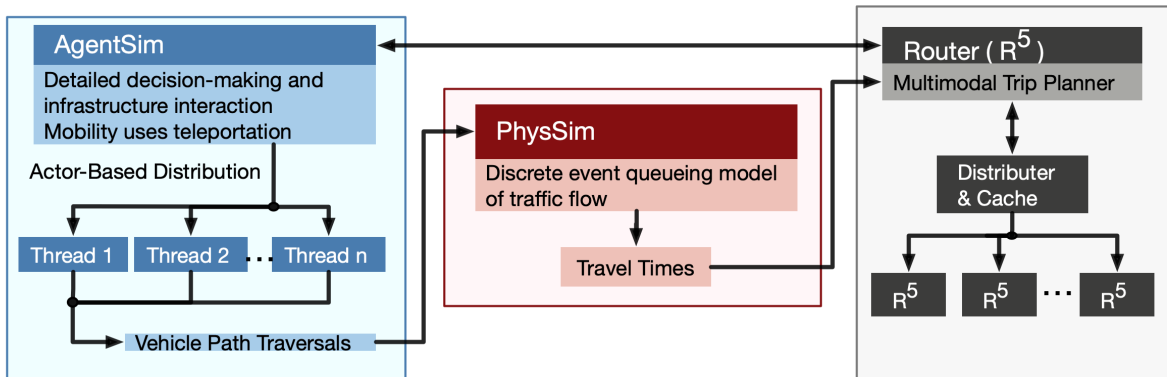 AgentSim
Detailed decision-making and
infrastructure interaction
Mobility uses teleportation
Actor-Based Distribution
Thread 1
Thread 2
...
Thread n
Vehicle Path Traversals
PhysSim
Discrete event queueing model
of traffic flow
Travel Times
Router ( R⁵ )
Multimodal Trip Planner
Distributer
& Cache
R⁵
R⁵
...
R⁵